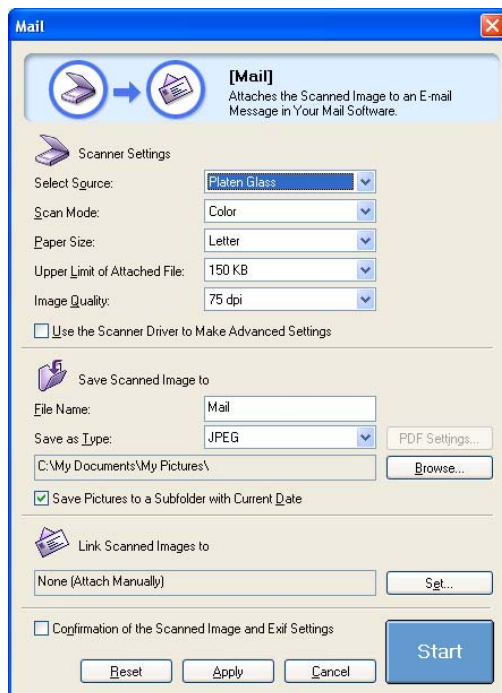 Mail
[Mail]
Attaches the Scanned Image to an E-mail
Message in Your Mail Software.
Scanner Settings
Select Source: Platen Glass
Scan Mode: Color
Paper Size: Letter
Upper Limit of Attached File: 150 KB
Image Quality: 75 dpi
Use the Scanner Driver to Make Advanced Settings
Save Scanned Image to
File Name: Mail
Save as Type: JPEG PDF Settings...
C:\My Documents\My Pictures\ Browse...
Save Pictures to a Subfolder with Current Date
Link Scanned Images to
None (Attach Manually) Set...
Confirmation of the Scanned Image and Exif Settings
Start
Reset Apply Cancel